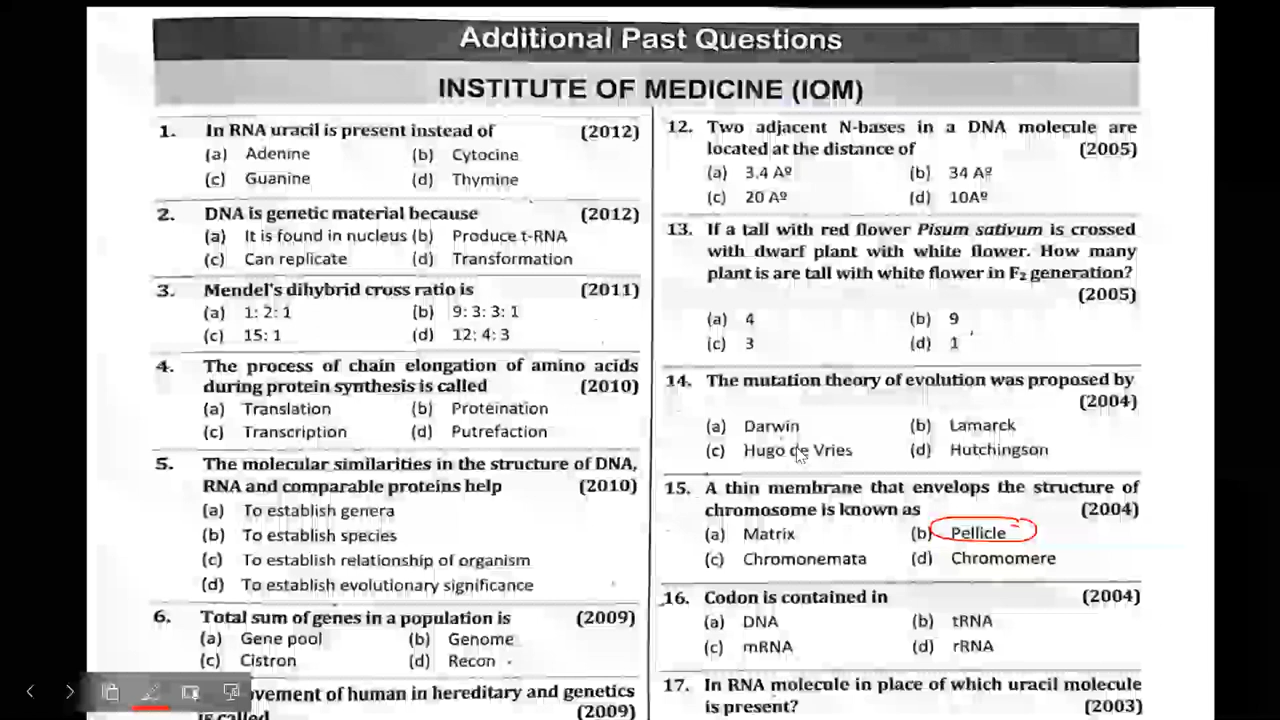 Additional Past Questions
INSTITUTE OF MEDICINE (IOM)
1. In RNA uracil is present instead of (2012)
(a) Adenine (b) Cytocine
(c) Guanine (d) Thymine
2. DNA is genetic material because (2012)
(a) It is found in nucleus (b) Produce t-RNA
(c) Can replicate (d) Transformation
3. Mendel's dihybrid cross ratio is (2011)
(a) 1: 2: 1 (b) 9: 3: 3: 1
(c) 15: 1 (d) 12: 4: 3
4. The process of chain elongation of amino acids
during protein synthesis is called (2010)
(a) Translation (b) Proteination
(c) Transcription (d) Putrefaction
5. The molecular similarities in the structure of DNA,
RNA and comparable proteins help (2010)
(a) To establish genera
(b) To establish species
(c) To establish relationship of organism
(d) To establish evolutionary significance
6. Total sum of genes in a population is (2009)
(a) Gene pool (b) Genome
(c) Cistron (d) Recon
ovement of human in hereditary and genetics
is called (2009)
12. Two adjacent N-bases in a DNA molecule are
located at the distance of (2005)
(a) 3.4 Aº (b) 34 Aº
(c) 20 Aº (d) 10Aº
13. If a tall with red flower Pisum sativum is crossed
with dwarf plant with white flower. How many
plant is are tall with white flower in F₂ generation?
(2005)
(a) 4 (b) 9
(c) 3 (d) 1
14. The mutation theory of evolution was proposed by
(2004)
(a) Darwin (b) Lamarck
(c) Hugo de Vries (d) Hutchingson
15. A thin membrane that envelops the structure of
chromosome is known as (2004)
(a) Matrix (b) Pellicle
(c) Chromonemata (d) Chromomere
16. Codon is contained in (2004)
(a) DNA (b) tRNA
(c) mRNA (d) rRNA
17. In RNA molecule in place of which uracil molecule
is present? (2003)